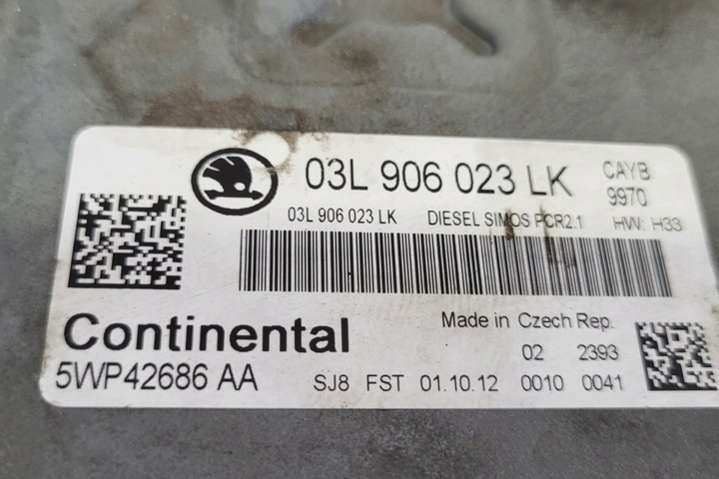 03L 906 023 LK CAYB
9970
03L 906 023 LK DIESEL SIMOS PCR2.1 HW: H33
Continental Made in Czech Rep.
02 2393
5WP42686 AA SJ8 FST 01.10.12 0010 0041